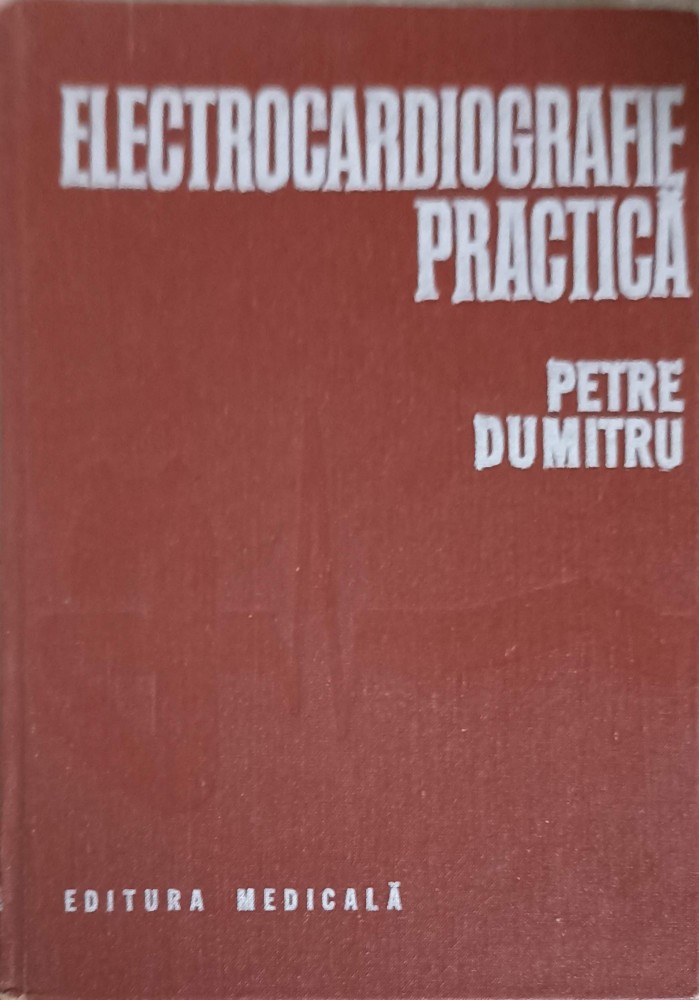 ELECTROCARDIOGRAFIE
PRACTICĂ
PETRE
DUMITRU
EDITURA MEDICALĂ